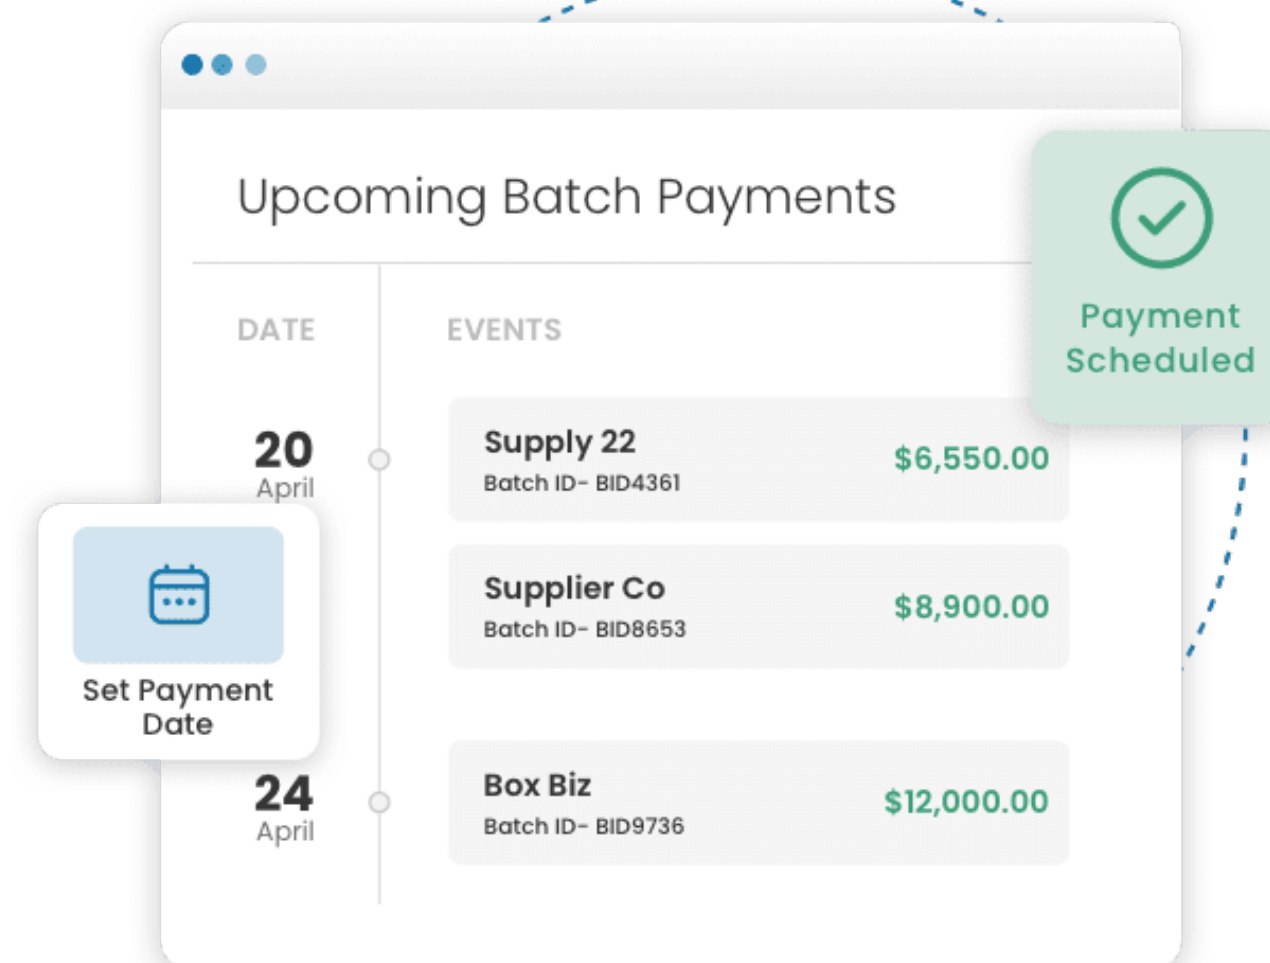 Upcoming Batch Payments
DATE
EVENTS
Payment
Scheduled
20
April
Supply 22
Batch ID- BID4361
$6,550.00
Supplier Co
Batch ID- BID8653
$8,900.00
Set Payment
Date
24
April
Box Biz
Batch ID- BID9736
$12,000.00